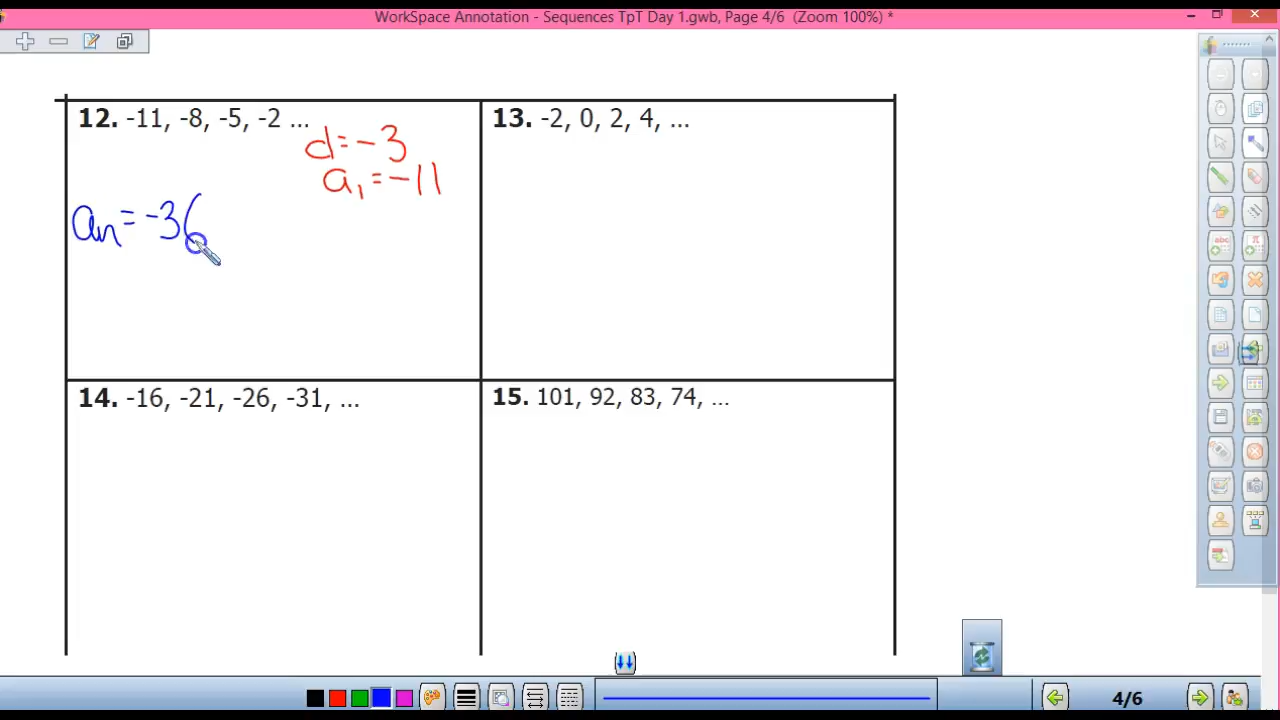 WorkSpace Annotation - Sequences TpT Day 1.gwb, Page 4/6 (Zoom 100%) *
12. -11, -8, -5, -2 ...
d = -3
a₁ = -11
aₙ = -3(
13. -2, 0, 2, 4, ...
14. -16, -21, -26, -31, ...
15. 101, 92, 83, 74, ...
abc
π
4/6